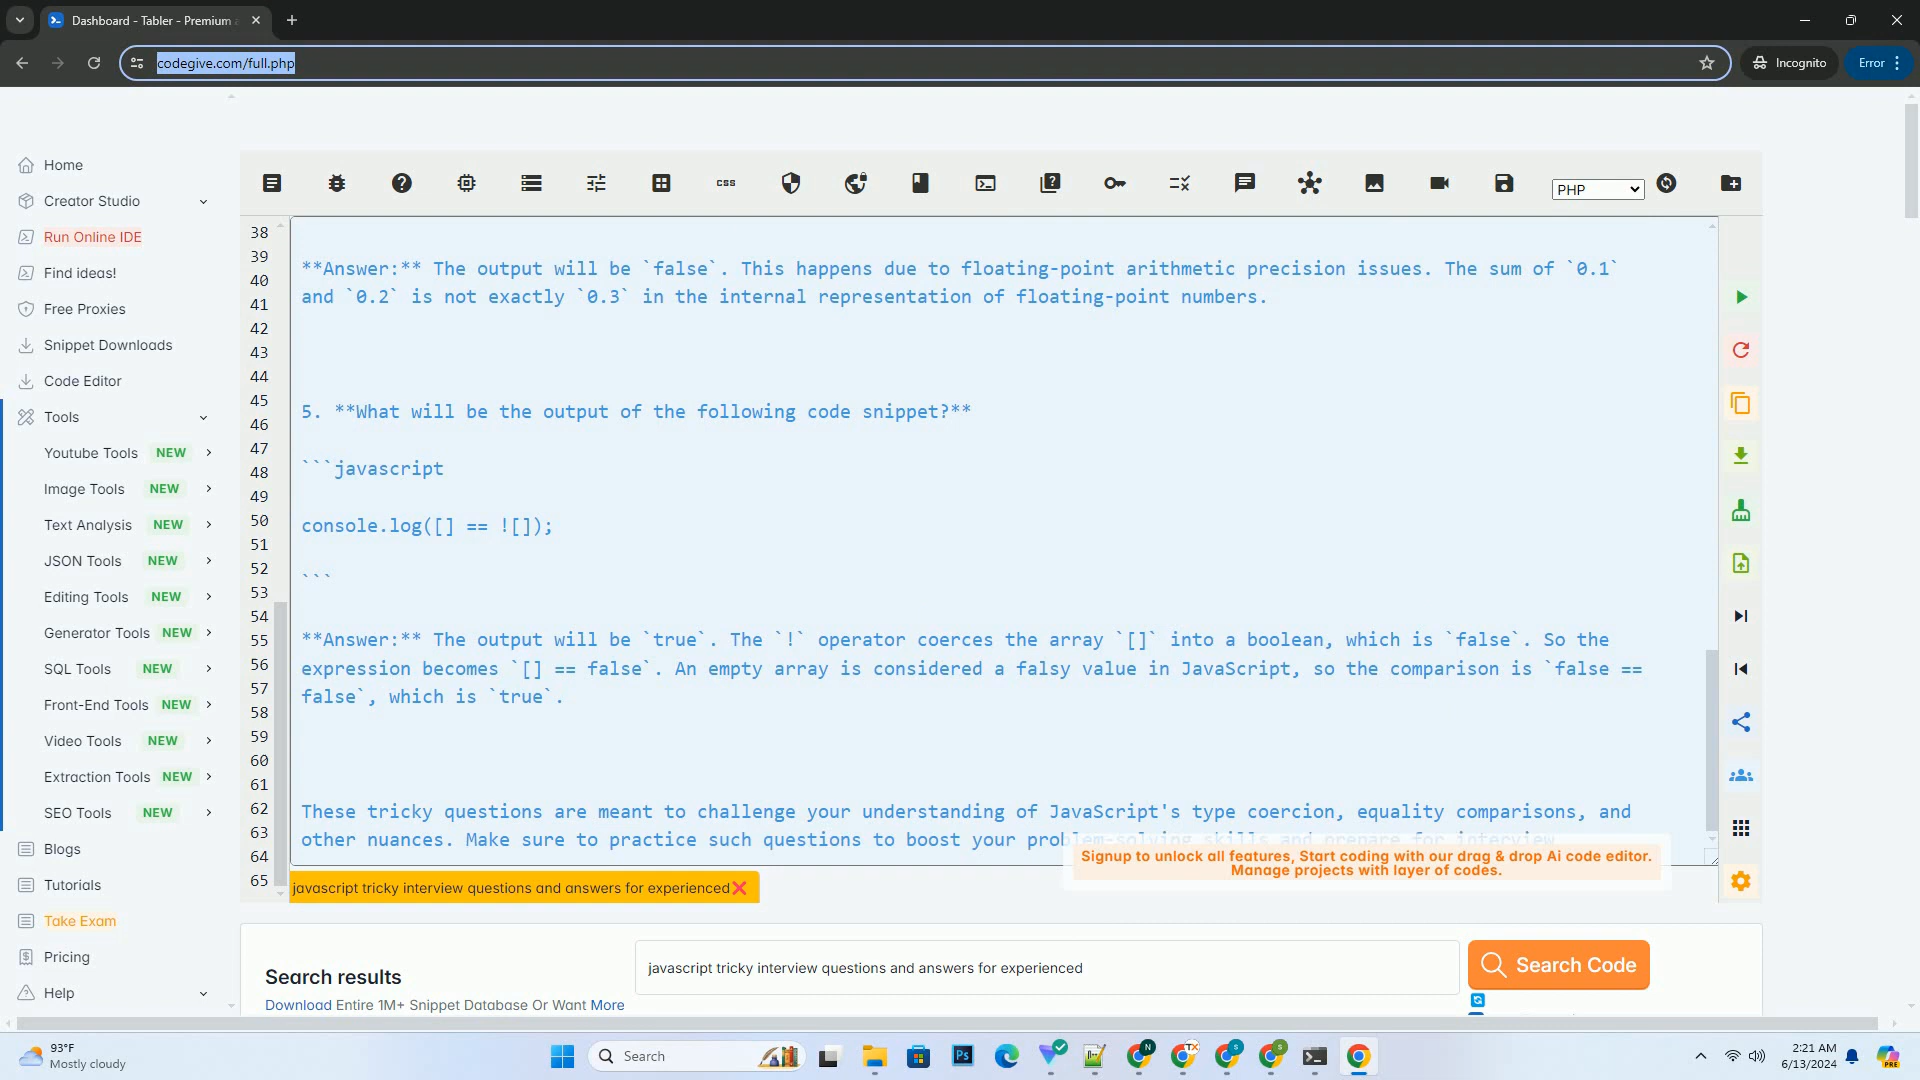 Dashboard - Tabler - Premium
codegive.com/full.php
Incognito
Error
Home
Creator Studio
Run Online IDE
Find ideas!
Free Proxies
Snippet Downloads
Code Editor
Tools
Youtube Tools NEW
Image Tools NEW
Text Analysis NEW
JSON Tools NEW
Editing Tools NEW
Generator Tools NEW
SQL Tools NEW
Front-End Tools NEW
Video Tools NEW
Extraction Tools NEW
SEO Tools NEW
Blogs
Tutorials
Take Exam
Pricing
Help
css
PHP
38
39
40
41
42
43
44
45
46
47
48
49
50
51
52
53
54
55
56
57
58
59
60
61
62
63
64
65
**Answer:** The output will be `false`. This happens due to floating-point arithmetic precision issues. The sum of `0.1`
and `0.2` is not exactly `0.3` in the internal representation of floating-point numbers.
5. **What will be the output of the following code snippet?**
```javascript
console.log([] == ![]);
```
**Answer:** The output will be `true`. The `!` operator coerces the array `[]` into a boolean, which is `false`. So the
expression becomes `[] == false`. An empty array is considered a falsy value in JavaScript, so the comparison is `false ==
false`, which is `true`.
These tricky questions are meant to challenge your understanding of JavaScript's type coercion, equality comparisons, and
other nuances. Make sure to practice such questions to boost your problem-solving skills and prepare for interview
Signup to unlock all features, Start coding with our drag & drop Ai code editor.
Manage projects with layer of codes.
javascript tricky interview questions and answers for experienced❌
Search results
Download Entire 1M+ Snippet Database Or Want More
javascript tricky interview questions and answers for experienced
Search Code
93°F
Mostly cloudy
Search
Ps
N
TX
S
S
2:21 AM
6/13/2024
PRE